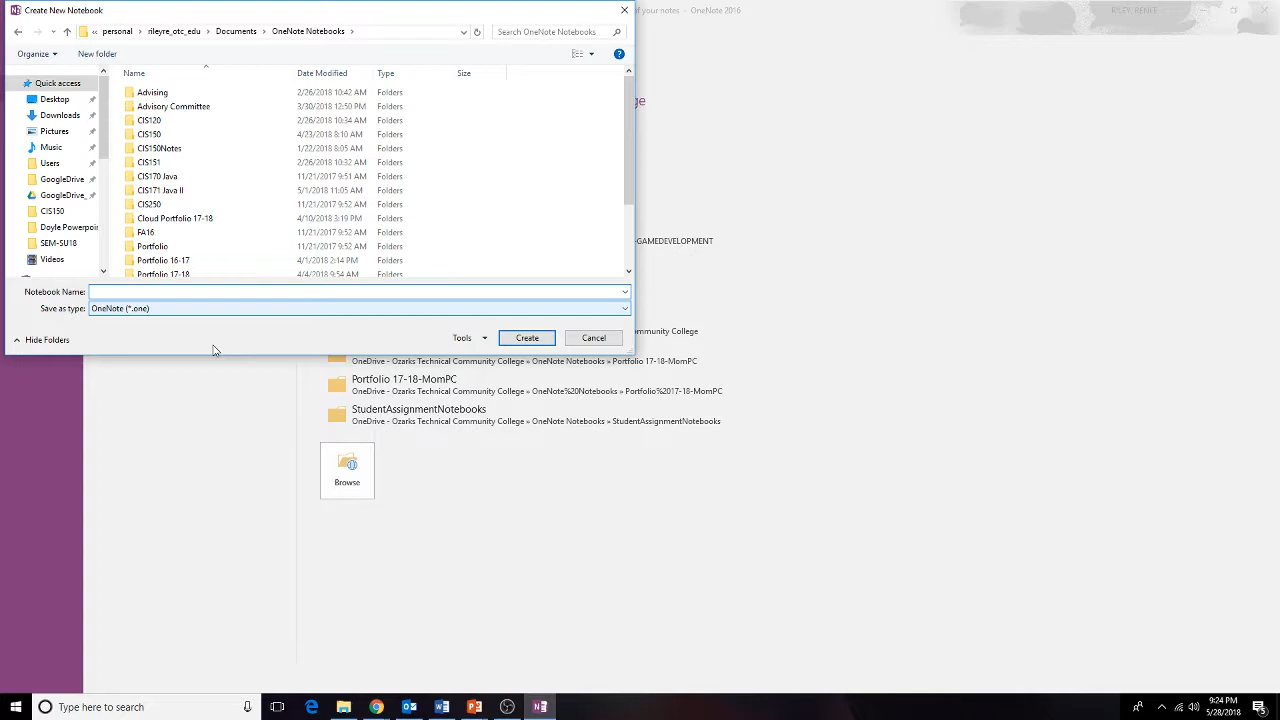 Create New Notebook
of your notes - OneNote 2016
RILEY, RENEE
« personal > rileyre_otc_edu > Documents > OneNote Notebooks >
Search OneNote Notebooks
Organize
New folder
Name Date Modified Type Size
Quick access
Desktop
Downloads
Pictures
Music
Users
GoogleDrive
GoogleDrive_
CIS150
Doyle Powerpoin
SEM-SU18
Videos
Advising 2/26/2018 10:42 AM Folders
Advisory Committee 3/30/2018 12:50 PM Folders
CIS120 2/26/2018 10:34 AM Folders
CIS150 4/23/2018 8:10 AM Folders
CIS150Notes 1/22/2018 8:05 AM Folders
CIS151 2/26/2018 10:32 AM Folders
CIS170 Java 11/21/2017 9:51 AM Folders
CIS171 Java II 5/1/2018 11:05 AM Folders
CIS250 11/21/2017 9:52 AM Folders
Cloud Portfolio 17-18 4/10/2018 3:19 PM Folders
FA16 11/21/2017 9:52 AM Folders
Portfolio 11/21/2017 9:52 AM Folders
Portfolio 16-17 4/1/2018 2:14 PM Folders
Portfolio 17-18 4/4/2018 9:54 AM Folders
ge
-GAMEDEVELOPMENT
Notebook Name:
Save as type: OneNote (*.one)
Hide Folders
Tools
Create
Cancel
ommunity College
OneDrive - Ozarks Technical Community College » OneNote Notebooks » Portfolio 17-18-MomPC
Portfolio 17-18-MomPC
OneDrive - Ozarks Technical Community College » OneNote%20Notebooks » Portfolio%2017-18-MomPC
StudentAssignmentNotebooks
OneDrive - Ozarks Technical Community College » OneNote Notebooks » StudentAssignmentNotebooks
Browse
Type here to search
9:24 PM
5/28/2018